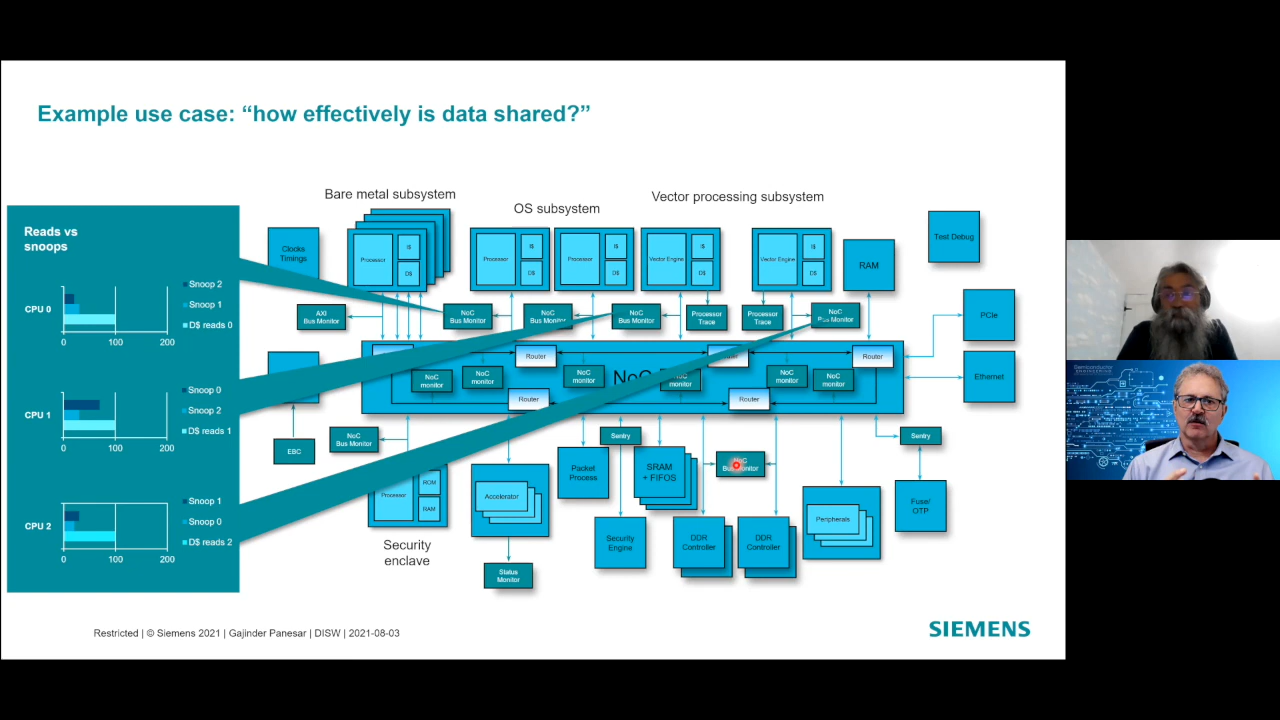 Example use case: “how effectively is data shared?”
Reads vs
snoops
CPU 0
Snoop 2
Snoop 1
D$ reads 0
0
100
200
CPU 1
Snoop 0
Snoop 2
D$ reads 1
0
100
200
CPU 2
Snoop 1
Snoop 0
D$ reads 2
0
100
200
Bare metal subsystem
OS subsystem
Vector processing subsystem
Clocks
Timings
Processor
I$
D$
Processor
I$
D$
Processor
I$
D$
Vector Engine
I$
D$
Vector Engine
I$
D$
RAM
Test Debug
AXI
Bus Monitor
NoC
Bus Monitor
NoC
Bus Monitor
NoC
Bus Monitor
Processor
Trace
Processor
Trace
NoC
Bus Monitor
PCIe
Ethernet
Router
Router
Router
NoC
NoC
monitor
NoC
monitor
NoC
monitor
monitor
NoC
monitor
NoC
monitor
Router
Router
EBC
NoC
Bus Monitor
Processor
ROM
RAM
Security
enclave
Accelerator
Status
Monitor
Packet
Process
Sentry
SRAM
+ FIFOS
Security
Engine
NoC
Bus Monitor
DDR
Controller
DDR
Controller
Peripherals
Sentry
Fuse/
OTP
Restricted | © Siemens 2021 | Gajinder Panesar | DISW | 2021-08-03
SIEMENS
Semiconductor
ENGINEERING